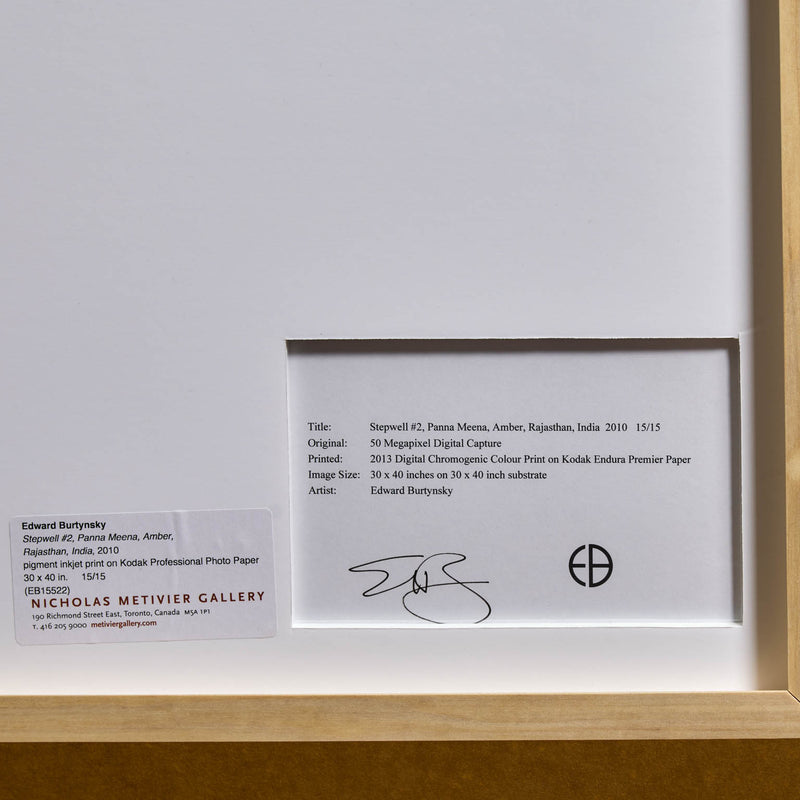 Title: Stepwell #2, Panna Meena, Amber, Rajasthan, India 2010 15/15
Original: 50 Megapixel Digital Capture
Printed: 2013 Digital Chromogenic Colour Print on Kodak Endura Premier Paper
Image Size: 30 x 40 inches on 30 x 40 inch substrate
Artist: Edward Burtynsky
EB
Edward Burtynsky
Stepwell #2, Panna Meena, Amber,
Rajasthan, India, 2010
pigment inkjet print on Kodak Professional Photo Paper
30 x 40 in. 15/15
(EB15522)
NICHOLAS METIVIER GALLERY
190 Richmond Street East, Toronto, Canada M5A 1P1
T. 416 205 9000 metiviergallery.com